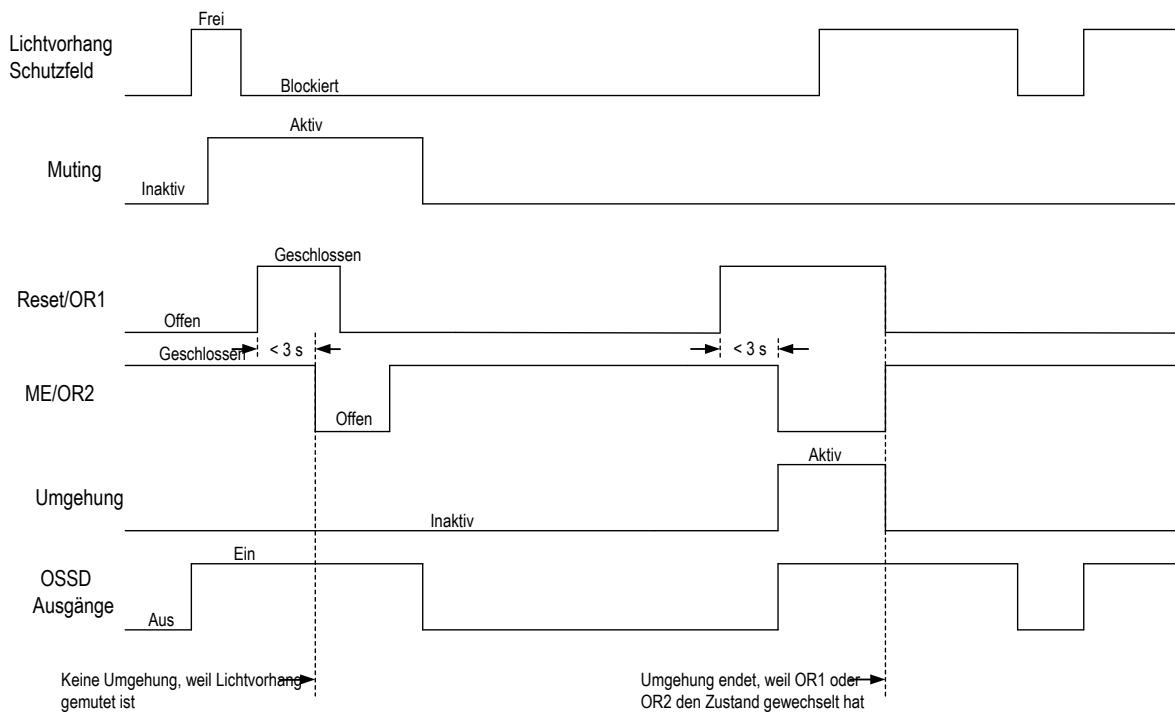 Frei
Lichtvorhang
Schutzfeld
Blockiert
Aktiv
Muting
Inaktiv
Geschlossen
Reset/OR1
Offen
< 3 s
< 3 s
Geschlossen
ME/OR2
Offen
Aktiv
Umgehung
Inaktiv
Ein
OSSD
Ausgänge
Aus
Keine Umgehung, weil Lichtvorhang
gemutet ist
Umgehung endet, weil OR1 oder
OR2 den Zustand gewechselt hat